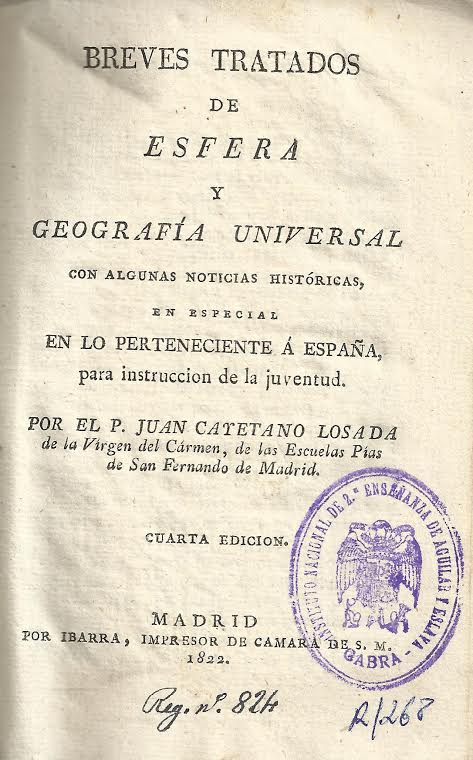 BREVES TRATADOS
DE
ESFERA
Y
GEOGRAFÍA UNIVERSAL
CON ALGUNAS NOTICIAS HISTÓRICAS,
EN ESPECIAL
EN LO PERTENECIENTE Á ESPAÑA,
para instruccion de la juventud.
POR EL P. JUAN CAYETANO LOSADA
de la Vírgen del Cármen, de las Escuelas Pias
de San Fernando de Madrid.
CUARTA EDICION.
MADRID
POR IBARRA, IMPRESOR DE CAMARA DE S. M.
1822.
INSTITUTO NACIONAL DE 2.ª ENSEÑANZA DE AGUILAR Y ESLAVA
- CABRA -
Reg. nº. 824
R/268